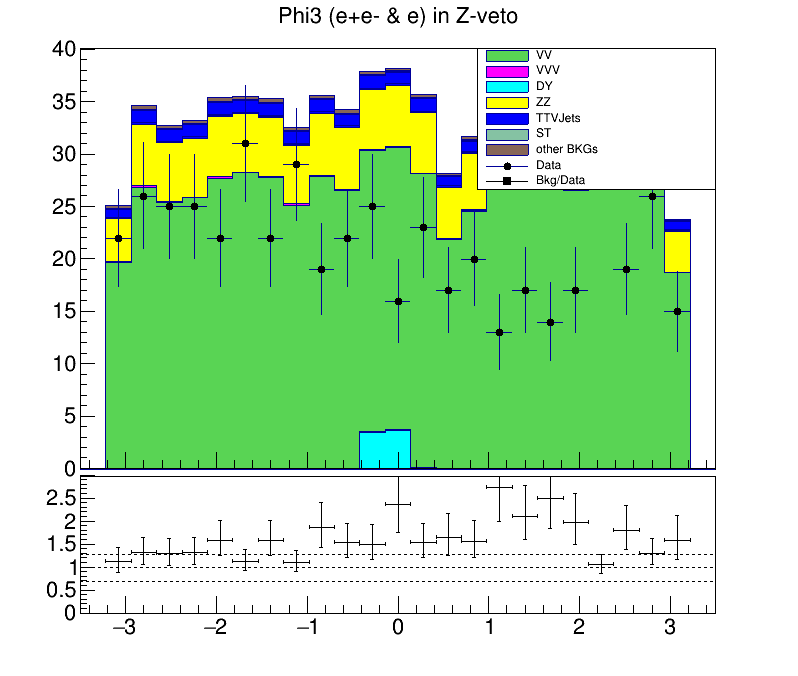 Phi3 (e+e- & e) in Z-veto
40
35
30
25
20
15
10
5
0
VV
VVV
DY
ZZ
TTVJets
ST
other BKGs
Data
Bkg/Data
2.5
2
1.5
1
0.5
0
−3 −2 −1 0 1 2 3